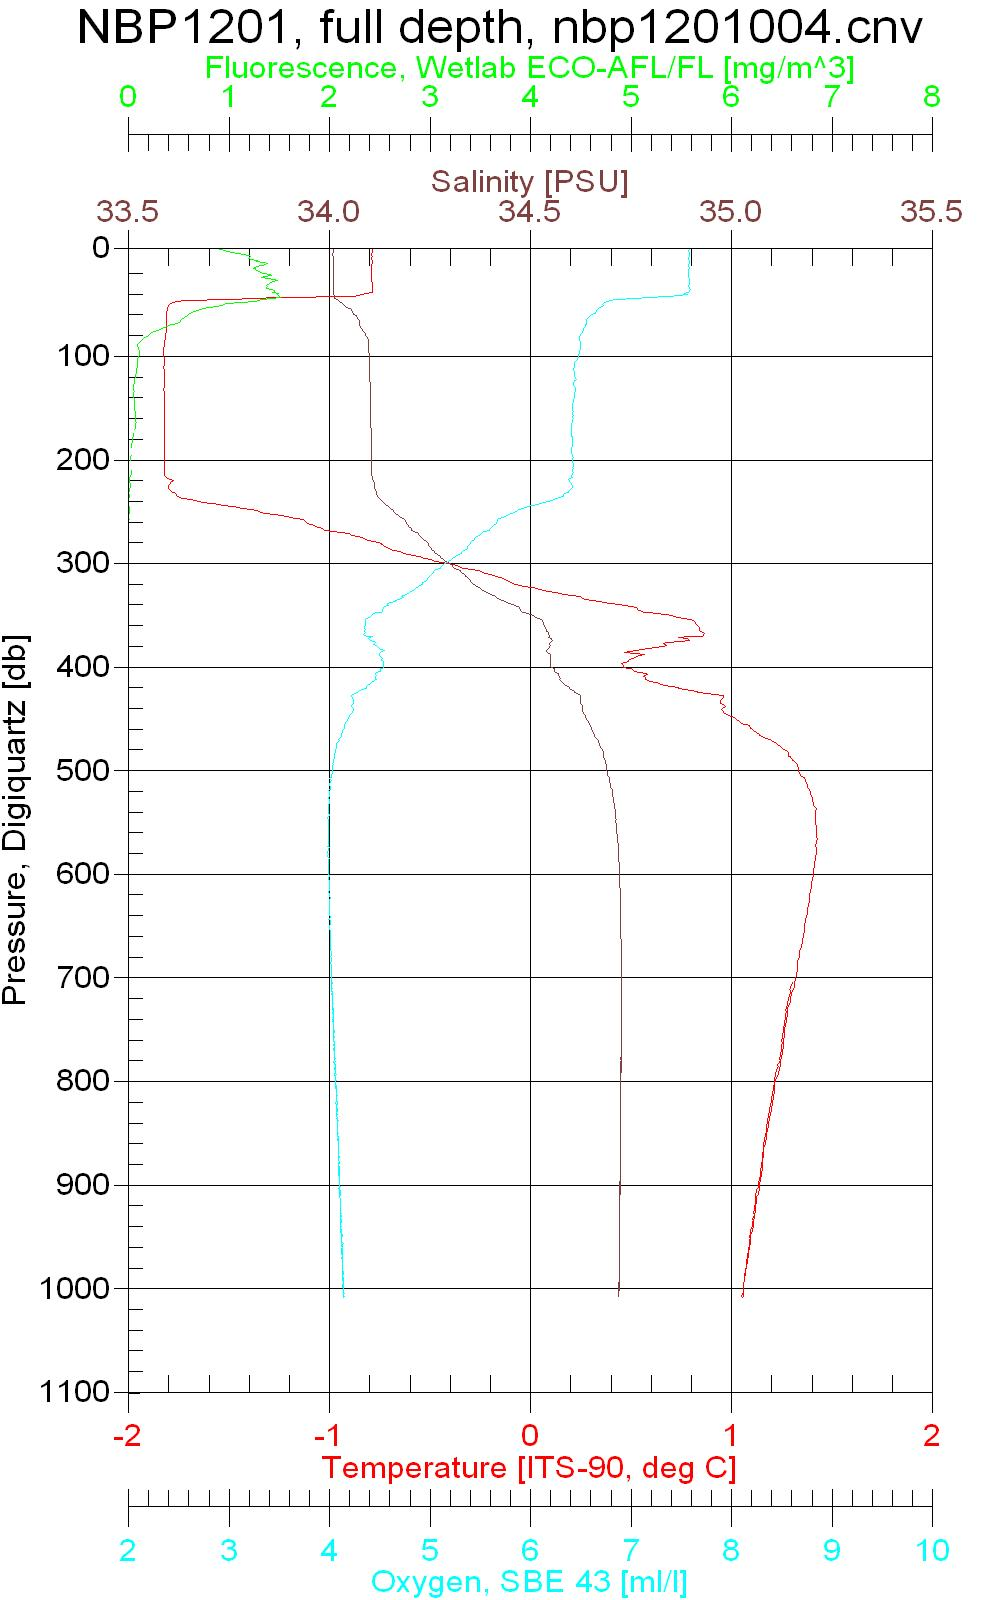 NBP1201, full depth, nbp1201004.cnv
Fluorescence, Wetlab ECO-AFL/FL [mg/m^3]
0 1 2 3 4 5 6 7 8
Salinity [PSU]
33.5 34.0 34.5 35.0 35.5
0
100
200
300
400
500
600
700
800
900
1000
1100
Pressure, Digiquartz [db]
-2 -1 0 1 2
Temperature [ITS-90, deg C]
2 3 4 5 6 7 8 9 10
Oxygen, SBE 43 [ml/l]